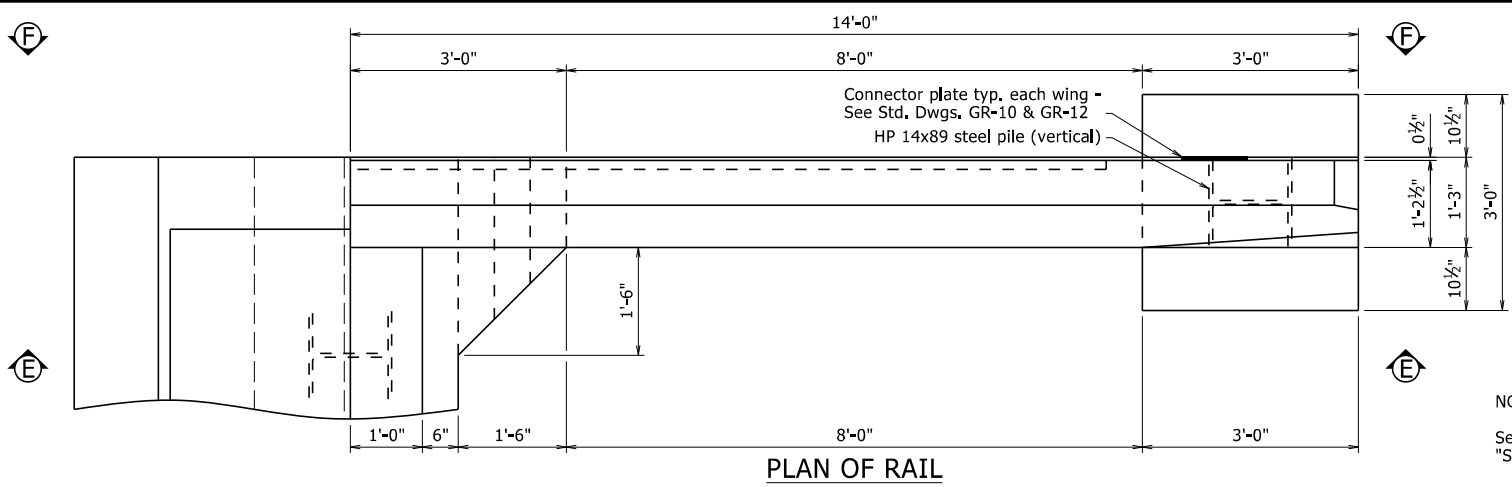 14'-0"
F
F
3'-0"
8'-0"
3'-0"
Connector plate typ. each wing -
See Std. Dwgs. GR-10 & GR-12
HP 14x89 steel pile (vertical)
0½"
10½"
1'-2½"
1'-3"
3'-0"
10½"
1'-6"
E
E
1'-0"
6"
1'-6"
8'-0"
3'-0"
PLAN OF RAIL